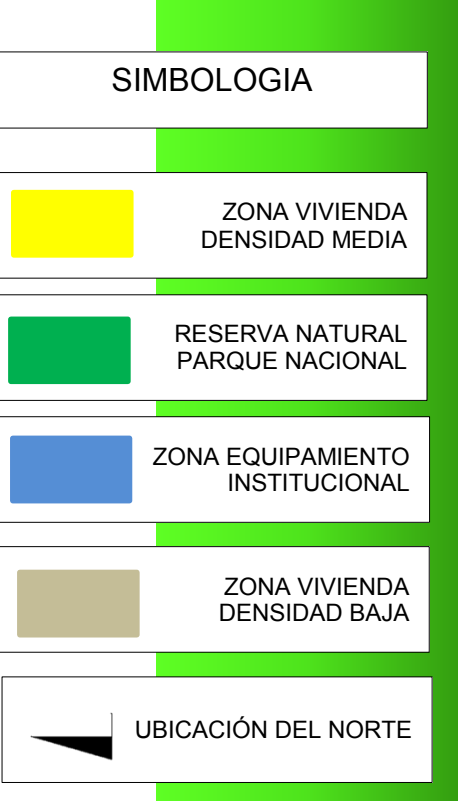 SIMBOLOGIA
ZONA VIVIENDA
DENSIDAD MEDIA
RESERVA NATURAL
PARQUE NACIONAL
ZONA EQUIPAMIENTO
INSTITUCIONAL
ZONA VIVIENDA
DENSIDAD BAJA
UBICACIÓN DEL NORTE